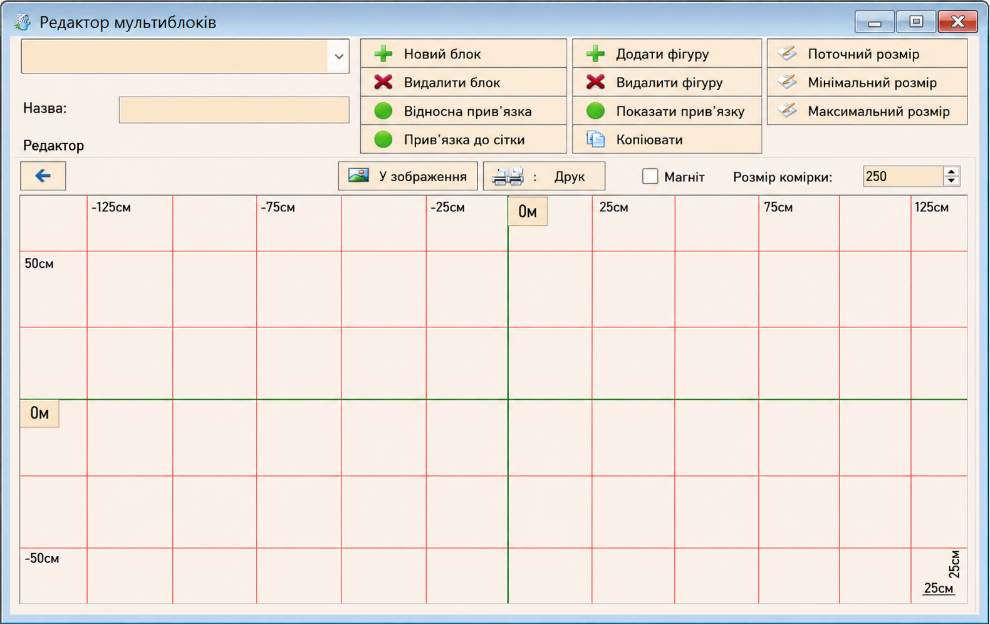 Редактор мультиблоків
Новий блок
Додати фігуру
Поточний розмір
Видалити блок
Видалити фігуру
Мінімальний розмір
Назва:
Відносна прив’язка
Показати прив’язку
Максимальний розмір
Прив’язка до сітки
Копіювати
Редактор
У зображення
: Друк
Магніт
Розмір комірки:
250
-125см
-75см
-25см
0м
25см
75см
125см
50см
0м
-50см
25см
25см